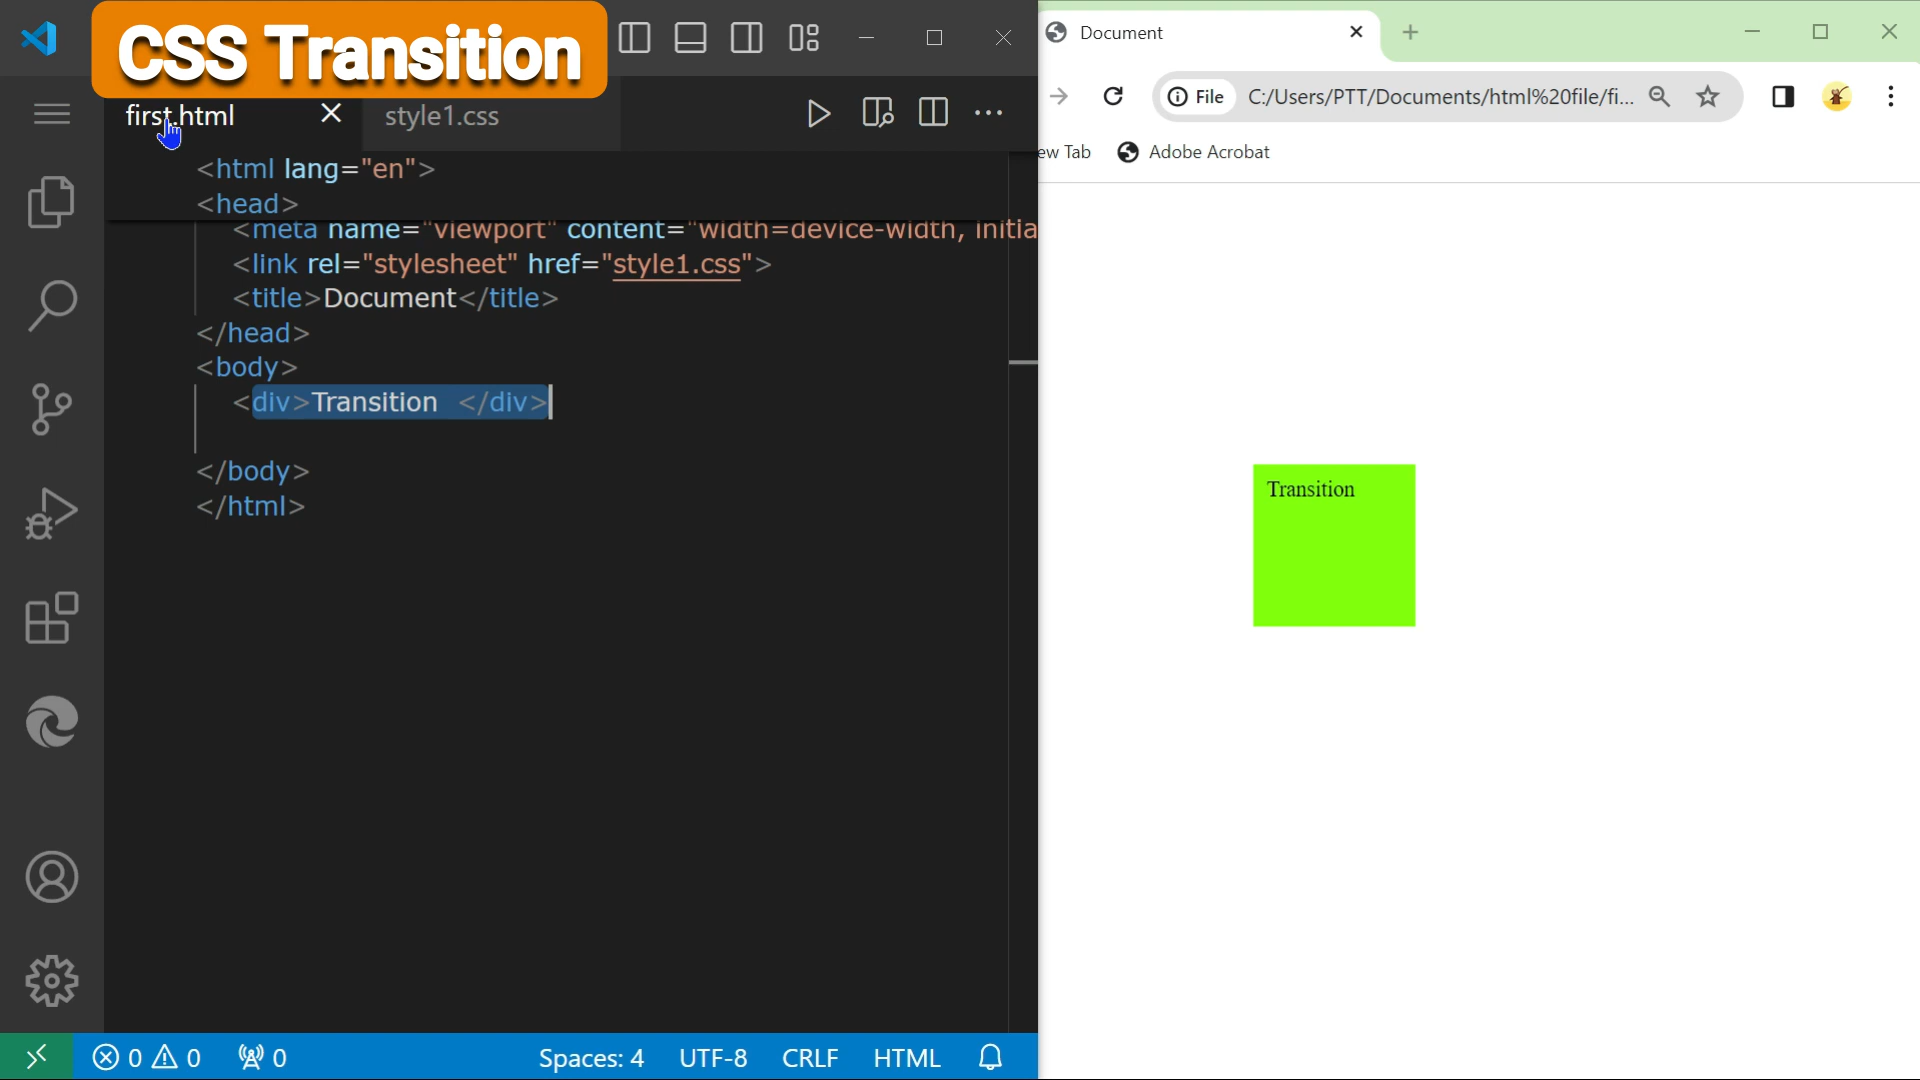 CSS Transition
first.html
style1.css
<html lang="en">
<head>
<meta name="viewport" content="width=device-width, initia
<link rel="stylesheet" href="style1.css">
<title>Document</title>
</head>
<body>
<div>Transition </div>
</body>
</html>
0 0 0
Spaces: 4 UTF-8 CRLF HTML
Document
File C:/Users/PTT/Documents/html%20file/fi...
ew Tab Adobe Acrobat
Transition